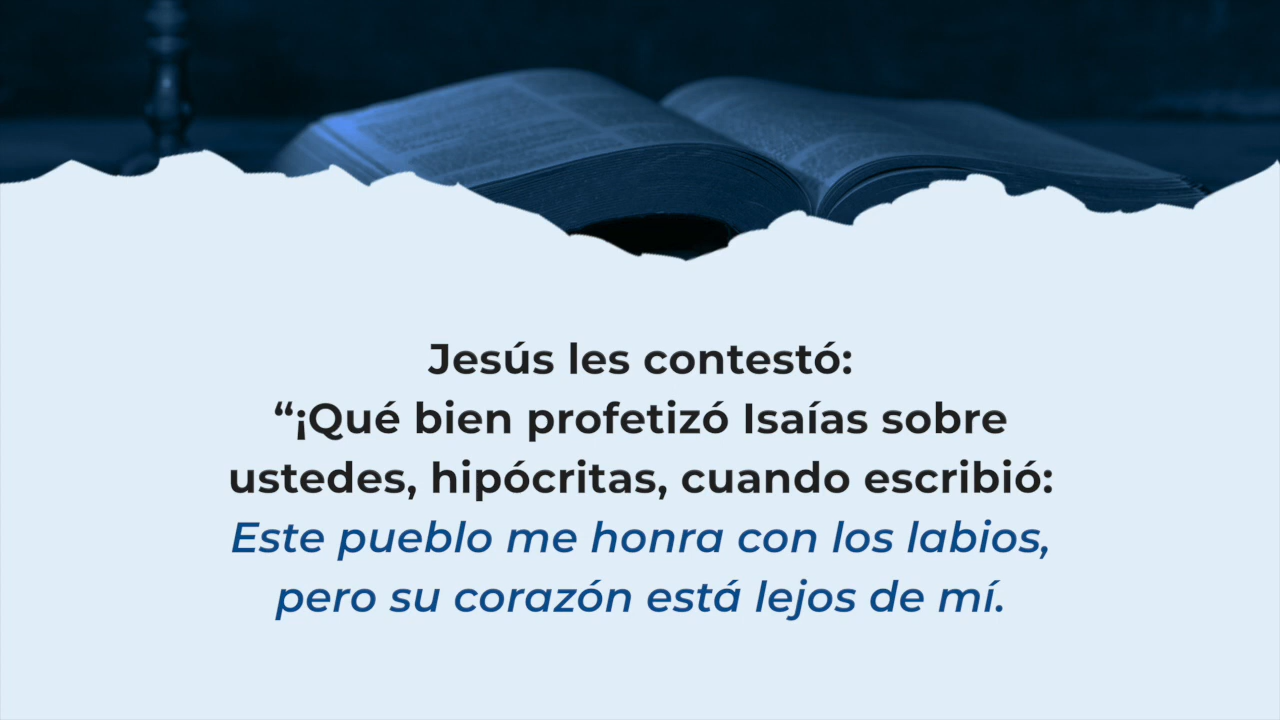 Jesús les contestó:
“¡Qué bien profetizó Isaías sobre
ustedes, hipócritas, cuando escribió:
Este pueblo me honra con los labios,
pero su corazón está lejos de mí.